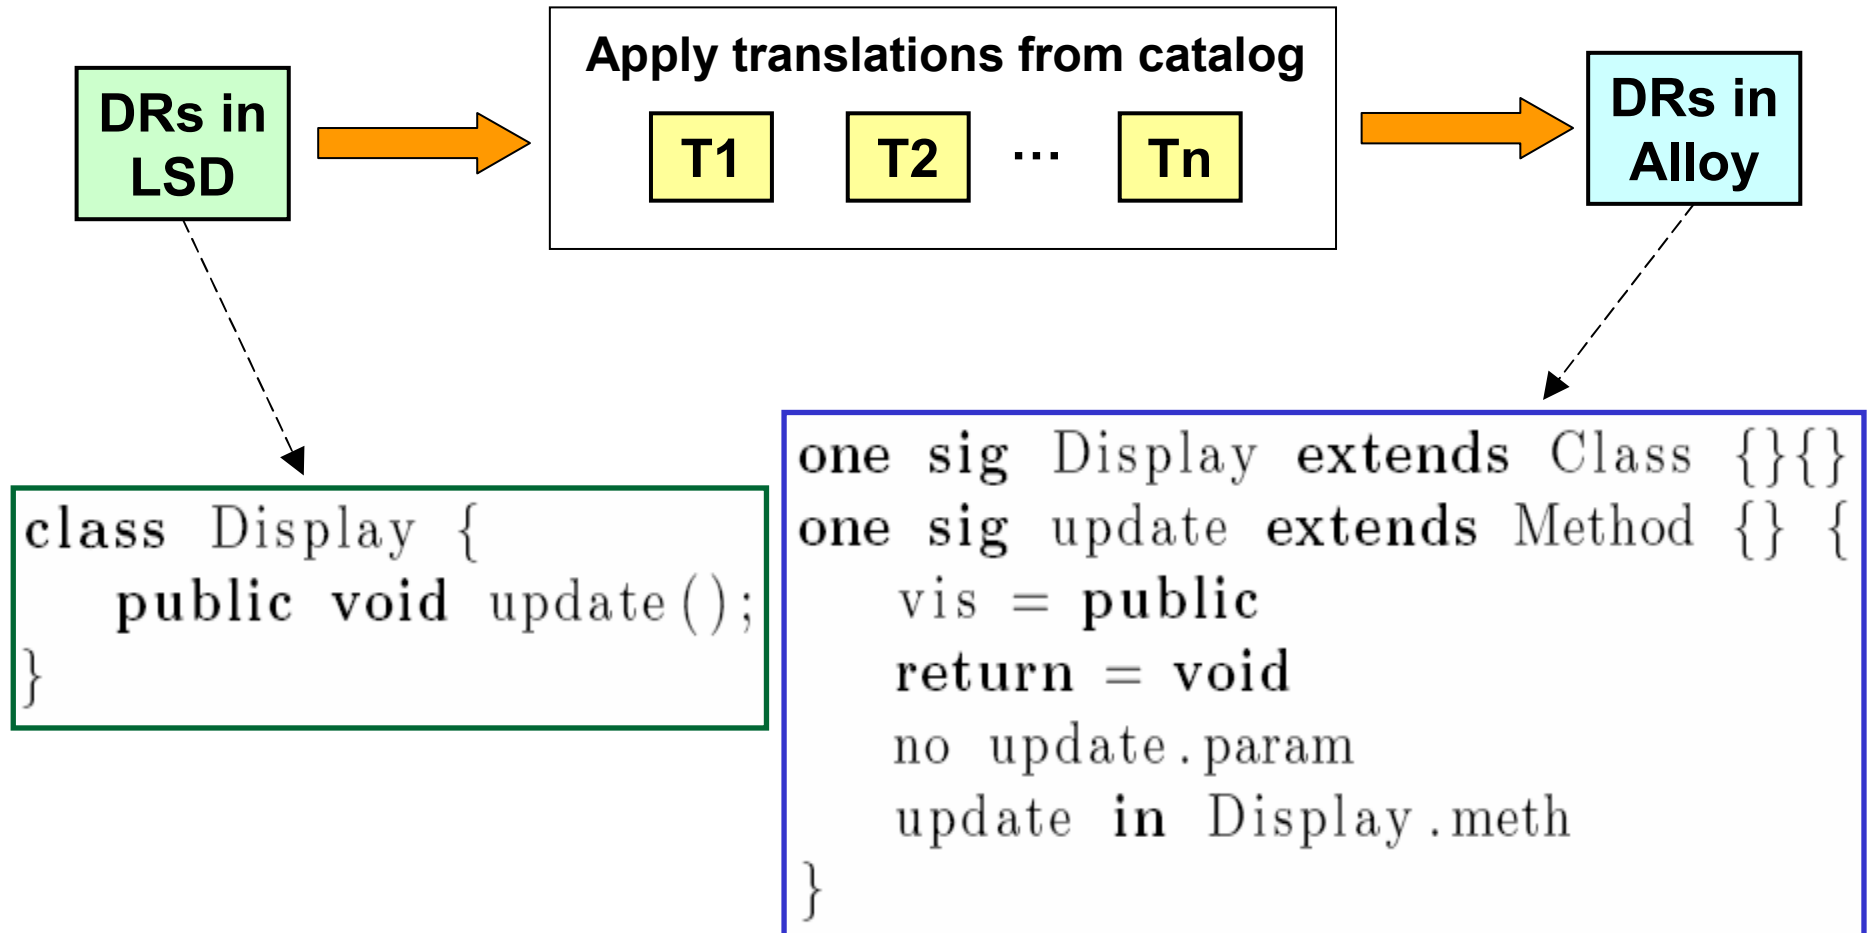 Apply translations from catalog
DRs in
LSD
T1 T2 ... Tn
DRs in
Alloy
class Display {
public void update();
}
one sig Display extends Class {}{}
one sig update extends Method {} {
vis = public
return = void
no update.param
update in Display.meth
}